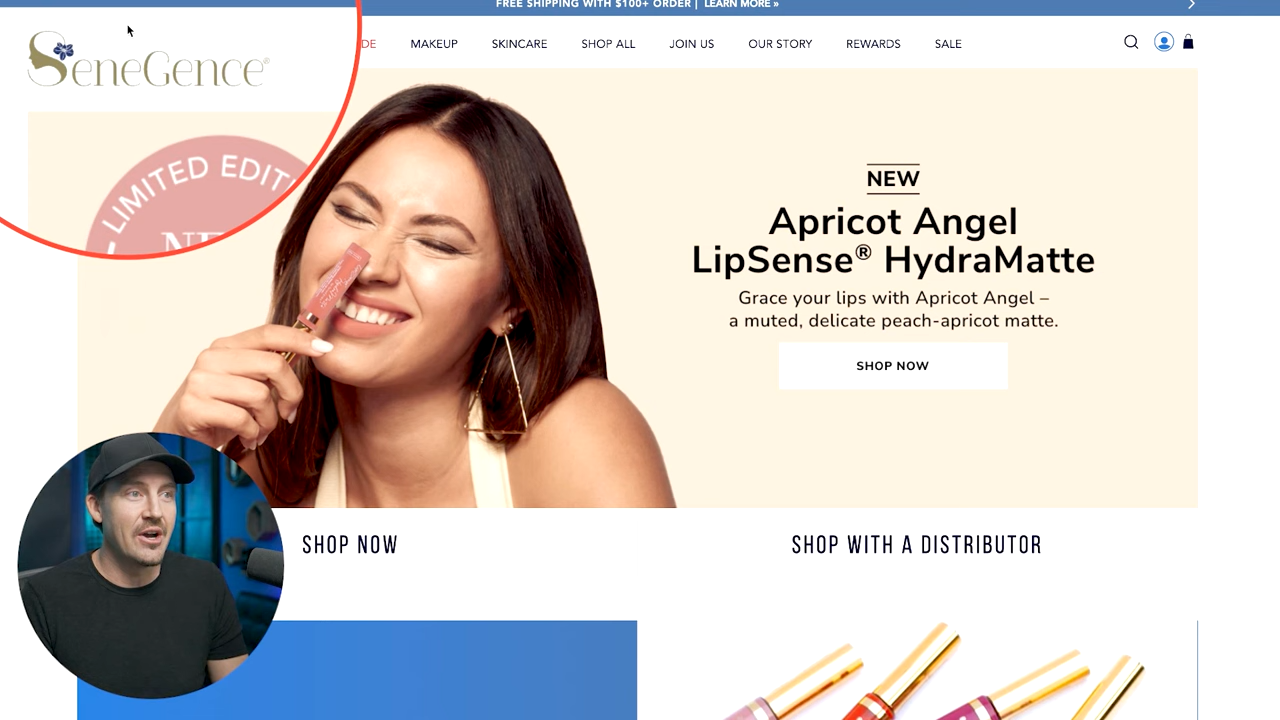 FREE SHIPPING WITH $100+ ORDER | LEARN MORE »
SeneGence®
DE MAKEUP SKINCARE SHOP ALL JOIN US OUR STORY REWARDS SALE
LIMITED EDIT
NE
NEW
Apricot Angel
LipSense® HydraMatte
Grace your lips with Apricot Angel –
a muted, delicate peach-apricot matte.
SHOP NOW
SHOP NOW
SHOP WITH A DISTRIBUTOR